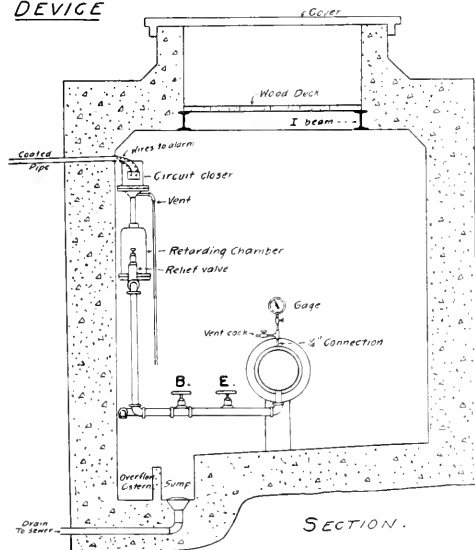 DEVICE
Cover
Wood Deck
I beam
Wires to alarm
Coated
Pipe
Circuit closer
Vent
Retarding Chamber
Relief valve
Gage
Vent cock
¼" Connection
B.
E.
Overflow
Cistern
Sump
Drain
To sewer
SECTION.